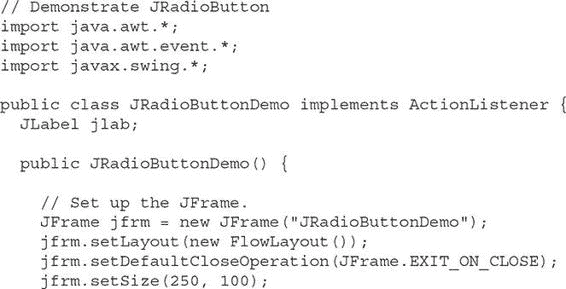 // Demonstrate JRadioButton
import java.awt.*;
import java.awt.event.*;
import javax.swing.*;
public class JRadioButtonDemo implements ActionListener {
JLabel jlab;
public JRadioButtonDemo() {
// Set up the JFrame.
JFrame jfrm = new JFrame("JRadioButtonDemo");
jfrm.setLayout(new FlowLayout());
jfrm.setDefaultCloseOperation(JFrame.EXIT_ON_CLOSE);
jfrm.setSize(250, 100);